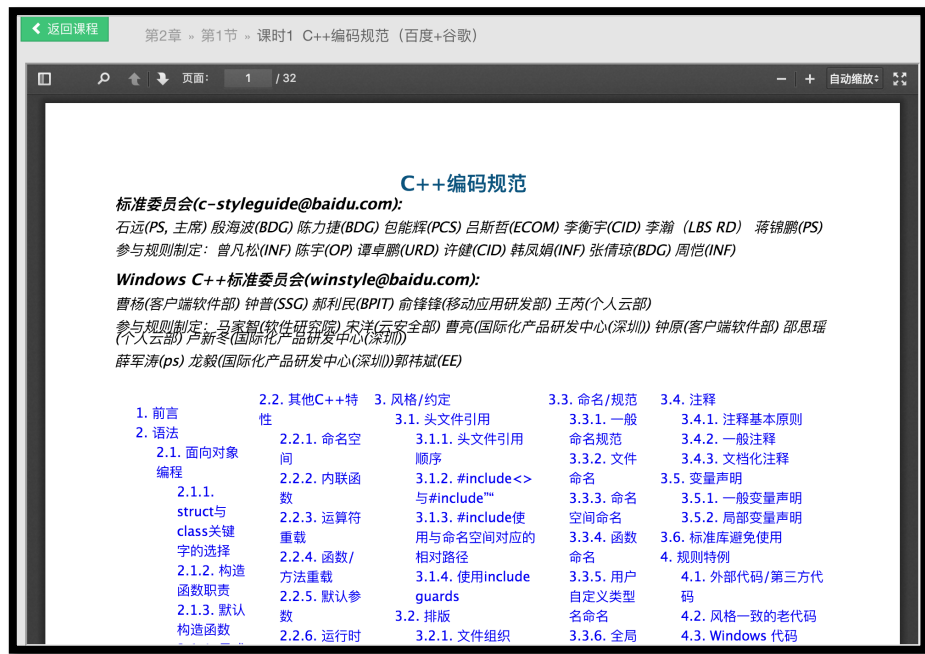 返回课程
第2章 » 第1节 » 课时1 C++编码规范（百度+谷歌）
页面： 1 / 32
自动缩放
C++编码规范
标准委员会(c-styleguide@baidu.com):
石远(PS, 主席) 殷海波(BDG) 陈力捷(BDG) 包能辉(PCS) 吕斯哲(ECOM) 李衡宇(CID) 李瀚（LBS RD） 蒋锦鹏(PS)
参与规则制定：曾凡松(INF) 陈宇(OP) 谭卓鹏(URD) 许健(CID) 韩凤娟(INF) 张倩琼(BDG) 周恺(INF)
Windows C++标准委员会(winstyle@baidu.com):
曹杨(客户端软件部) 钟普(SSG) 郝利民(BPIT) 俞锋锋(移动应用研发部) 王芮(个人云部)
参与规则制定：马家智(软件研究院) 宋洋(云安全部) 曹亮(国际化产品研发中心(深圳)) 钟原(客户端软件部) 邵思瑶
(个人云部) 卢新冬(国际化产品研发中心(深圳))
薛军涛(ps) 龙毅(国际化产品研发中心(深圳))郭祎斌(EE)
1. 前言
2. 语法
2.1. 面向对象
编程
2.1.1.
struct与
class关键
字的选择
2.1.2. 构造
函数职责
2.1.3. 默认
构造函数
2.2. 其他C++特
性
2.2.1. 命名空
间
2.2.2. 内联函
数
2.2.3. 运算符
重载
2.2.4. 函数/
方法重载
2.2.5. 默认参
数
2.2.6. 运行时
3. 风格/约定
3.1. 头文件引用
3.1.1. 头文件引用
顺序
3.1.2. #include<>
与#include”“
3.1.3. #include使
用与命名空间对应的
相对路径
3.1.4. 使用include
guards
3.2. 排版
3.2.1. 文件组织
3.3. 命名/规范
3.3.1. 一般
命名规范
3.3.2. 文件
命名
3.3.3. 命名
空间命名
3.3.4. 函数
命名
3.3.5. 用户
自定义类型
名命名
3.3.6. 全局
3.4. 注释
3.4.1. 注释基本原则
3.4.2. 一般注释
3.4.3. 文档化注释
3.5. 变量声明
3.5.1. 一般变量声明
3.5.2. 局部变量声明
3.6. 标准库避免使用
4. 规则特例
4.1. 外部代码/第三方代
码
4.2. 风格一致的老代码
4.3. Windows 代码